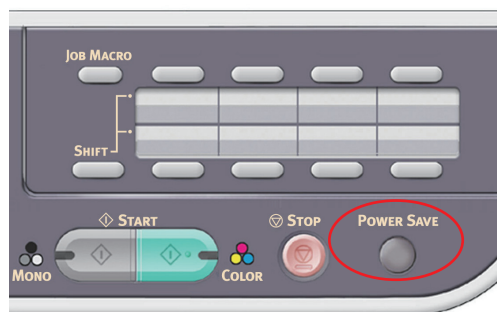 JOB MACRO
SHIFT
START
STOP
POWER SAVE
MONO
COLOR